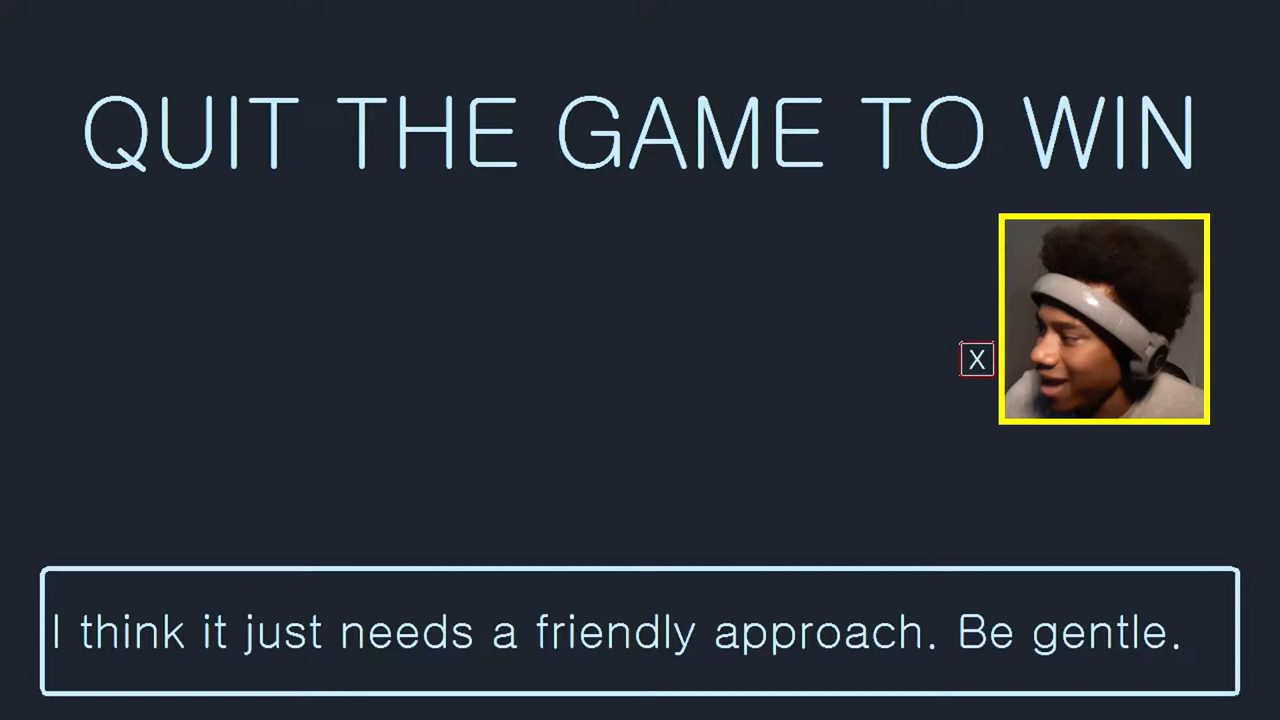 QUIT THE GAME TO WIN
X
I think it just needs a friendly approach. Be gentle.